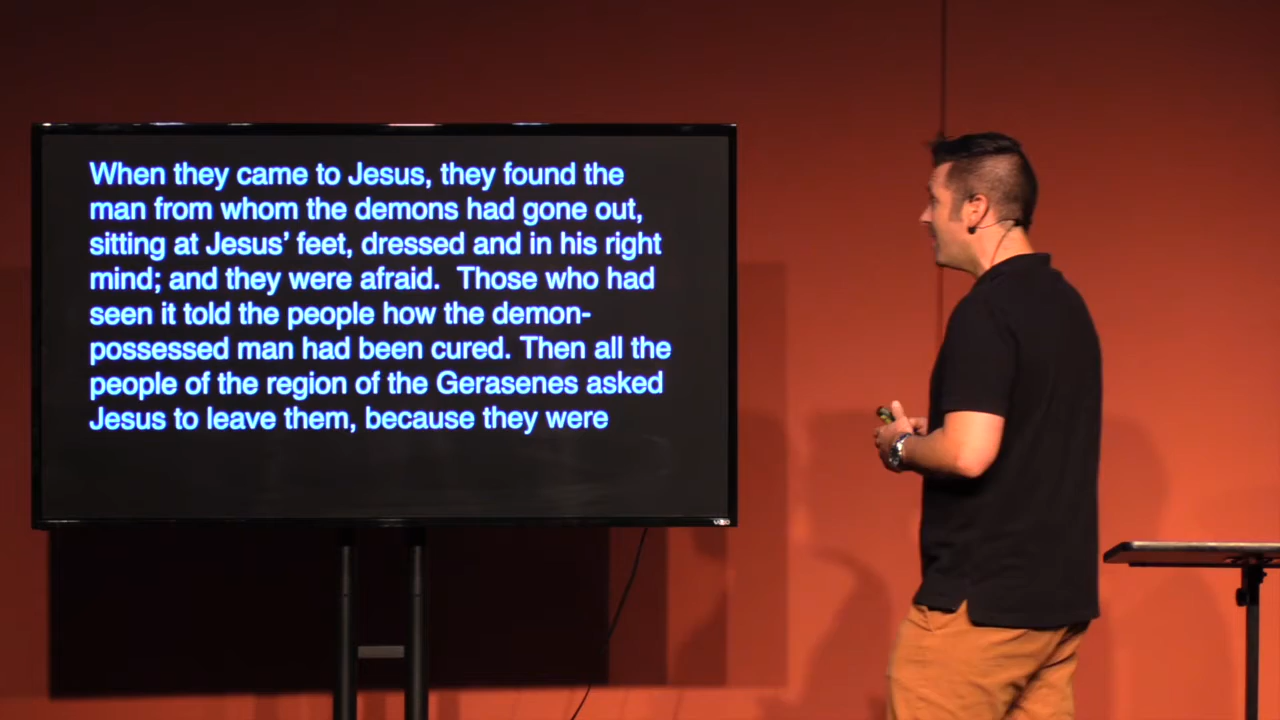 When they came to Jesus, they found the
man from whom the demons had gone out,
sitting at Jesus’ feet, dressed and in his right
mind; and they were afraid.  Those who had
seen it told the people how the demon-
possessed man had been cured. Then all the
people of the region of the Gerasenes asked
Jesus to leave them, because they were
VIZIO